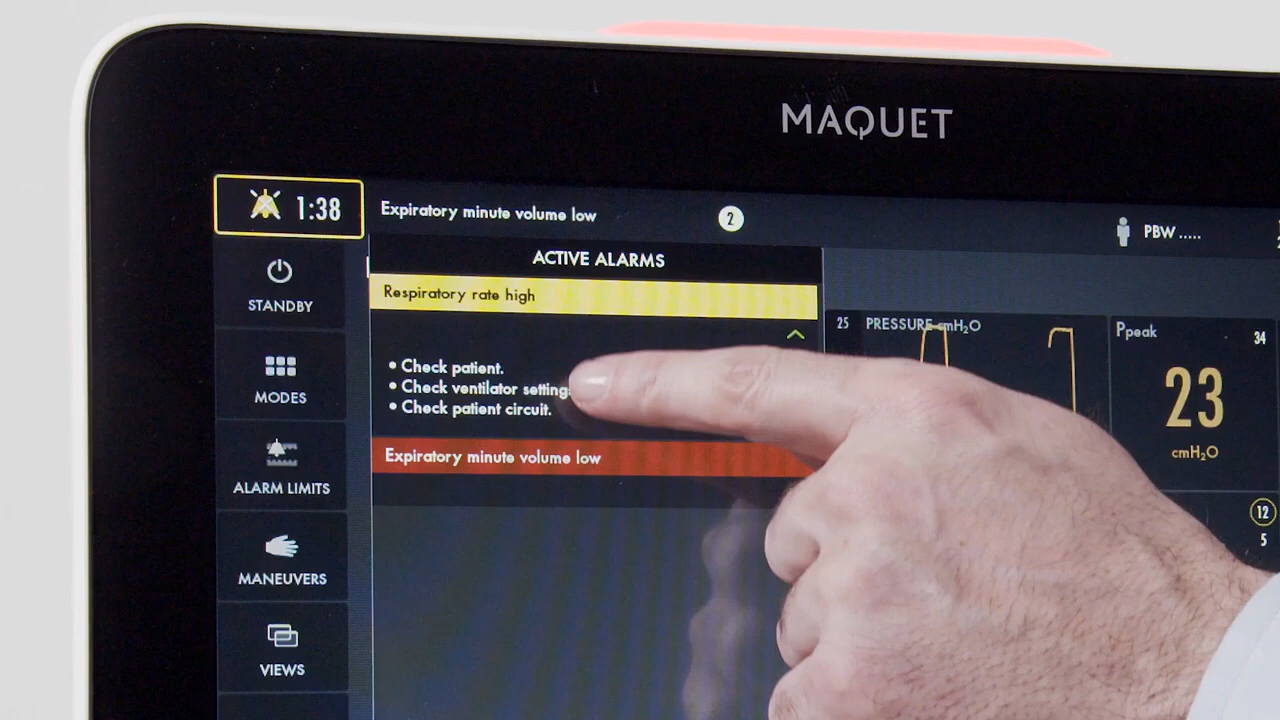 MAQUET
1:38
Expiratory minute volume low
2
PBW .....
STANDBY
MODES
ALARM LIMITS
MANEUVERS
VIEWS
ACTIVE ALARMS
Respiratory rate high
• Check patient.
• Check ventilator
• Check patient circuit.
Expiratory minute volume low
25 PRESSURE cmH₂O
Ppeak
34
23
cmH₂O
12
5